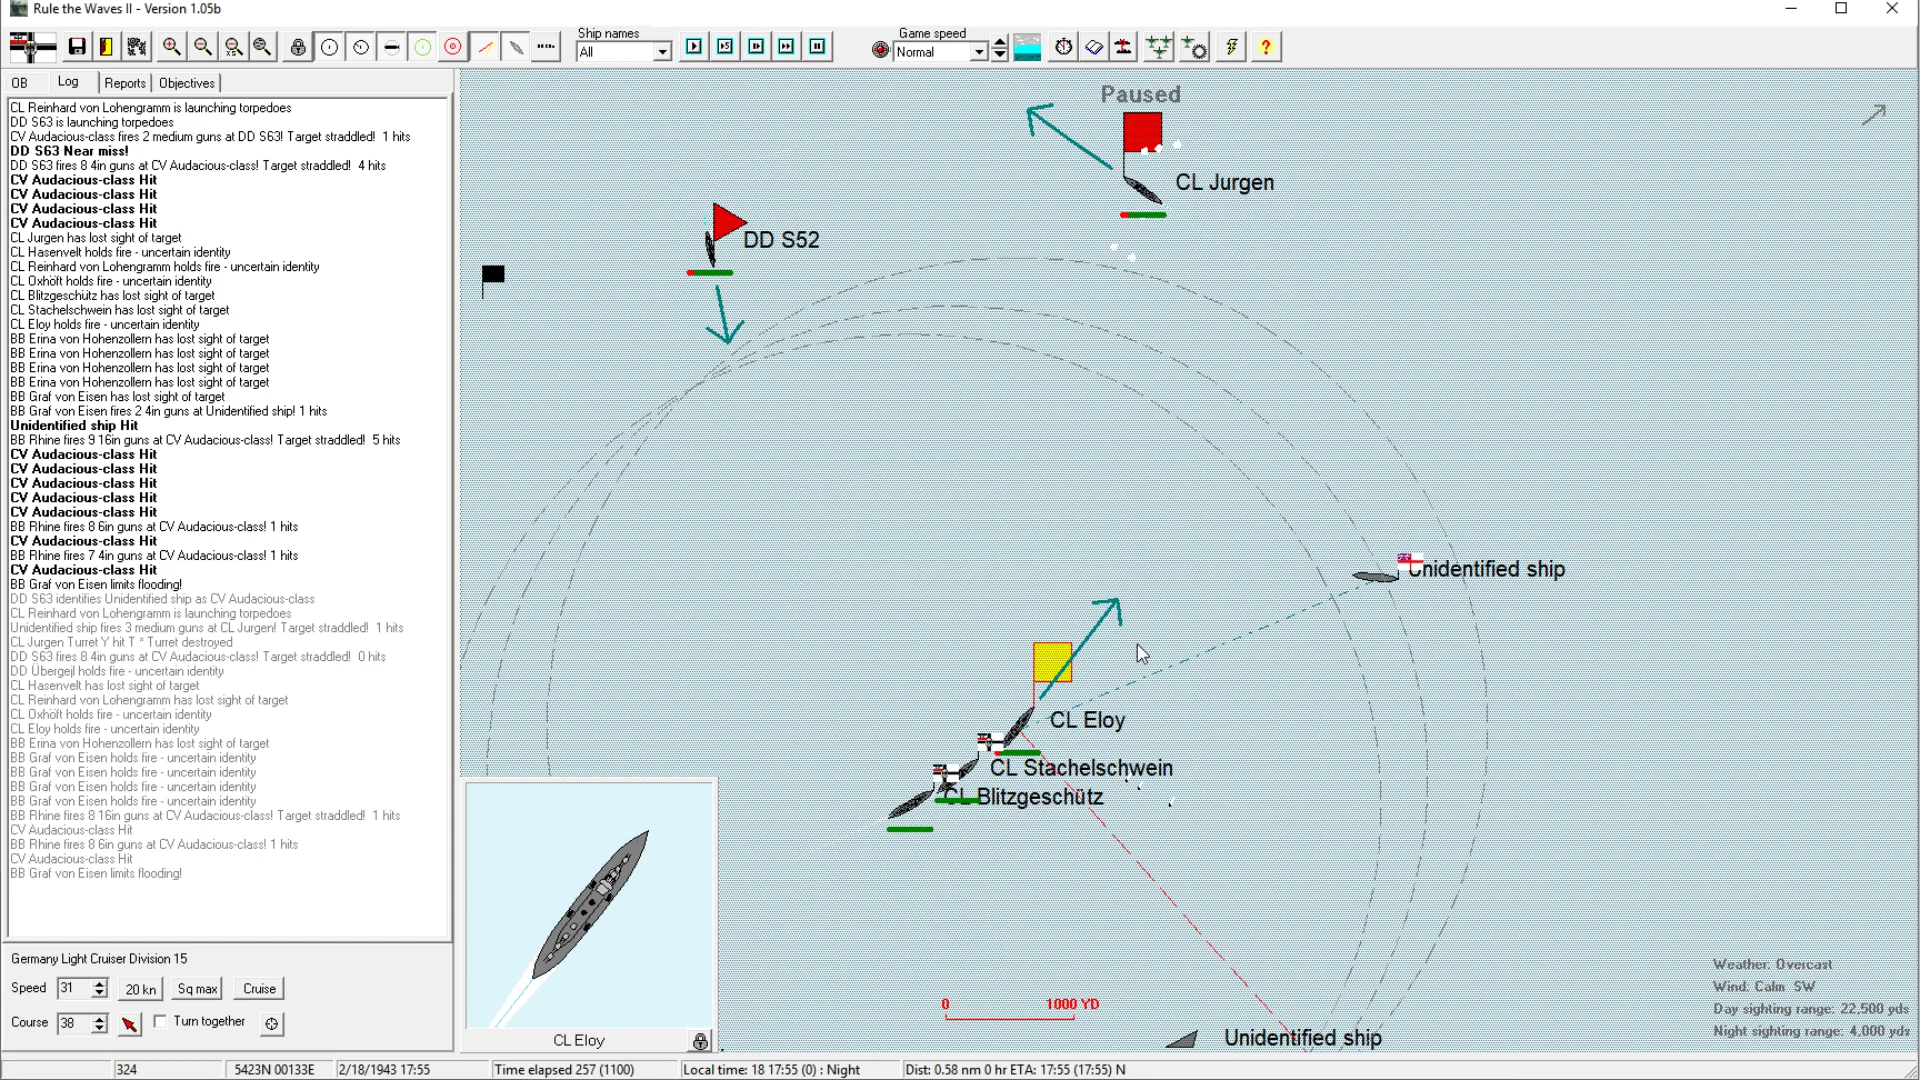 Rule the Waves II - Version 1.05b
Ship names
All
Game speed
Normal
OB
Log
Reports
Objectives
CL Reinhard von Lohengramm is launching torpedoes
DD S63 is launching torpedoes
CV Audacious-class fires 2 medium guns at DD S63! Target straddled!  1 hits
DD S63 Near miss!
DD S63 fires 8 4in guns at CV Audacious-class! Target straddled!  4 hits
CV Audacious-class Hit
CV Audacious-class Hit
CV Audacious-class Hit
CV Audacious-class Hit
CL Jurgen has lost sight of target
CL Hasenvelt holds fire - uncertain identity
CL Reinhard von Lohengramm holds fire - uncertain identity
CL Oxhöft holds fire - uncertain identity
CL Blitzgeschütz has lost sight of target
CL Stachelschwein has lost sight of target
CL Eloy holds fire - uncertain identity
BB Erina von Hohenzollern has lost sight of target
BB Erina von Hohenzollern has lost sight of target
BB Erina von Hohenzollern has lost sight of target
BB Erina von Hohenzollern has lost sight of target
BB Graf von Eisen has lost sight of target
BB Graf von Eisen fires 2 4in guns at Unidentified ship! 1 hits
Unidentified ship Hit
BB Rhine fires 9 16in guns at CV Audacious-class! Target straddled!  5 hits
CV Audacious-class Hit
CV Audacious-class Hit
CV Audacious-class Hit
CV Audacious-class Hit
CV Audacious-class Hit
BB Rhine fires 8 6in guns at CV Audacious-class! 1 hits
CV Audacious-class Hit
BB Rhine fires 7 4in guns at CV Audacious-class! 1 hits
CV Audacious-class Hit
BB Graf von Eisen limits flooding!
DD S63 identifies Unidentified ship as CV Audacious-class
CL Reinhard von Lohengramm is launching torpedoes
Unidentified ship fires 3 medium guns at CL Jurgen! Target straddled!  1 hits
CL Jurgen Turret Y hit T * Turret destroyed
DD S63 fires 8 4in guns at CV Audacious-class! Target straddled!  0 hits
DD Übergejl holds fire - uncertain identity
CL Hasenvelt has lost sight of target
CL Reinhard von Lohengramm has lost sight of target
CL Oxhöft holds fire - uncertain identity
CL Eloy holds fire - uncertain identity
BB Erina von Hohenzollern has lost sight of target
BB Graf von Eisen holds fire - uncertain identity
BB Graf von Eisen holds fire - uncertain identity
BB Graf von Eisen holds fire - uncertain identity
BB Graf von Eisen holds fire - uncertain identity
BB Rhine fires 8 16in guns at CV Audacious-class! Target straddled!  1 hits
CV Audacious-class Hit
BB Rhine fires 8 6in guns at CV Audacious-class! 1 hits
CV Audacious-class Hit
BB Graf von Eisen limits flooding!
Germany Light Cruiser Division 15
Speed 31 20 kn Sq max Cruise
Course 38 Turn together
Paused
CL Jurgen
DD S52
Unidentified ship
CL Eloy
CL Stachelschwein
CL Blitzgeschütz
0 1000 YD
Unidentified ship
CL Eloy
Weather: Overcast
Wind: Calm  SW
Day sighting range: 22,500 yds
Night sighting range: 4,000 yds
324
5423N 00133E
2/18/1943 17:55
Time elapsed 257 (1100)
Local time: 18 17:55 (0) : Night
Dist: 0.58 nm 0 hr ETA: 17:55 (17:55) N